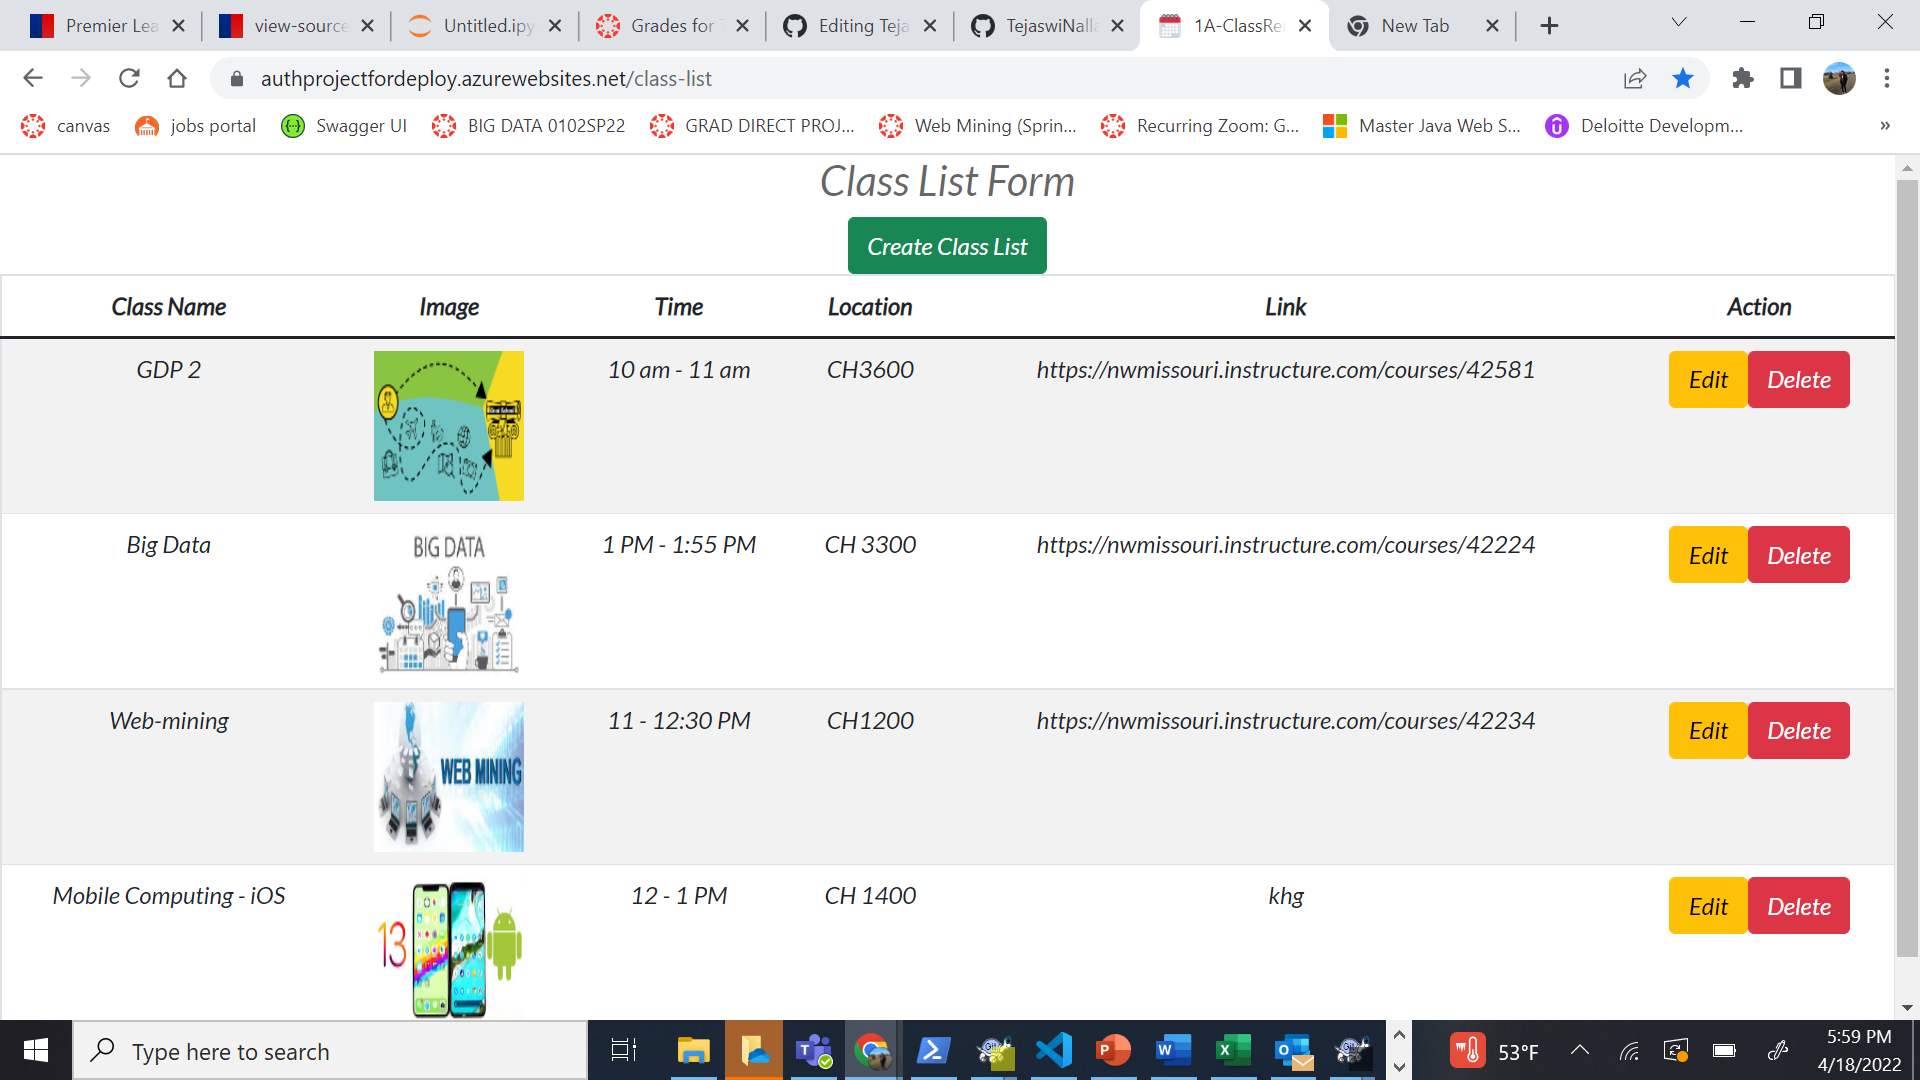 Premier Lea
view-source
Untitled.ipy
Grades for T
Editing Teja
TejaswiNalla
1A-ClassRem
New Tab
authprojectfordeploy.azurewebsites.net/class-list
canvas
jobs portal
Swagger UI
BIG DATA 0102SP22
GRAD DIRECT PROJ...
Web Mining (Sprin...
Recurring Zoom: G...
Master Java Web S...
Deloitte Developm...
»
Class List Form
Create Class List
Class Name Image Time Location Link Action
GDP 2 10 am - 11 am CH3600 https://nwmissouri.instructure.com/courses/42581 Edit Delete
Big Data 1 PM - 1:55 PM CH 3300 https://nwmissouri.instructure.com/courses/42224 Edit Delete
BIG DATA
Web-mining 11 - 12:30 PM CH1200 https://nwmissouri.instructure.com/courses/42234 Edit Delete
WEB MINING
Mobile Computing - iOS 12 - 1 PM CH 1400 khg Edit Delete
13
Type here to search
53°F
5:59 PM
4/18/2022